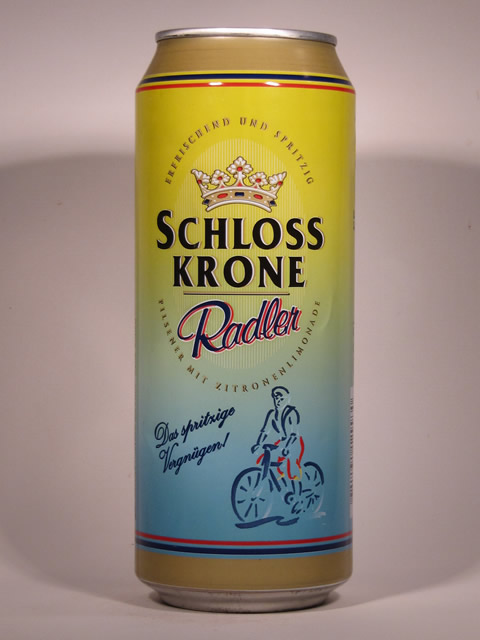 ERFRISCHEND UND SPRITZIG
SCHLOSS
KRONE
Radler
PILSENER MIT ZITRONENLIMONADE
Das spritzige
Vergnügen!